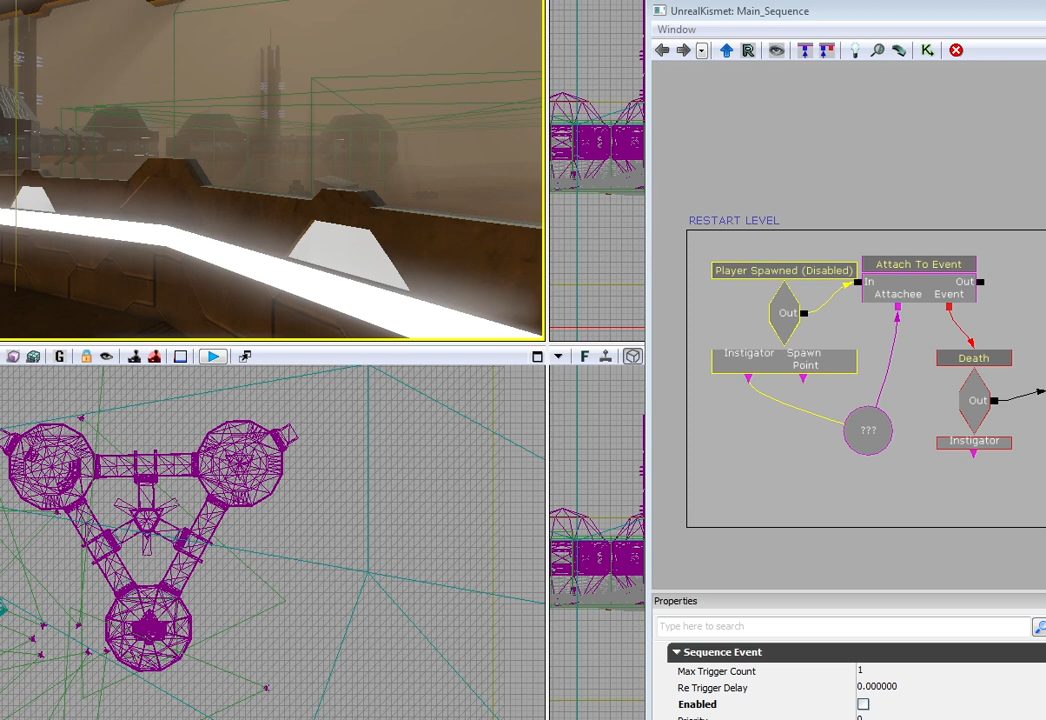 UnrealKismet: Main_Sequence
Window
R
K
RESTART LEVEL
Player Spawned (Disabled)
Attach To Event
In
Out
Attachee
Event
Out
Instigator
Spawn
Point
Death
Out
Instigator
???
G
F
Properties
Type here to search
Sequence Event
Max Trigger Count
1
Re Trigger Delay
0.000000
Enabled
Priority
0